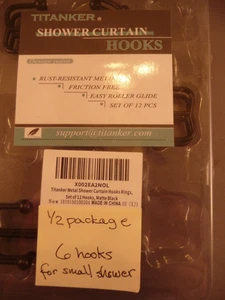 TITANKER
SHOWER CURTAIN
HOOKS
RUST-RESISTANT METAL
FRICTION FREE
EASY ROLLER GLIDE
SET OF 12 PCS
support@titanker.com
X002EA2NOL
Titanker Metal Shower Curtain Hooks Rings,
Set of 12 Hooks, Matte Black
New MADE IN CHINA
1/2 package
6 hooks
for small shower